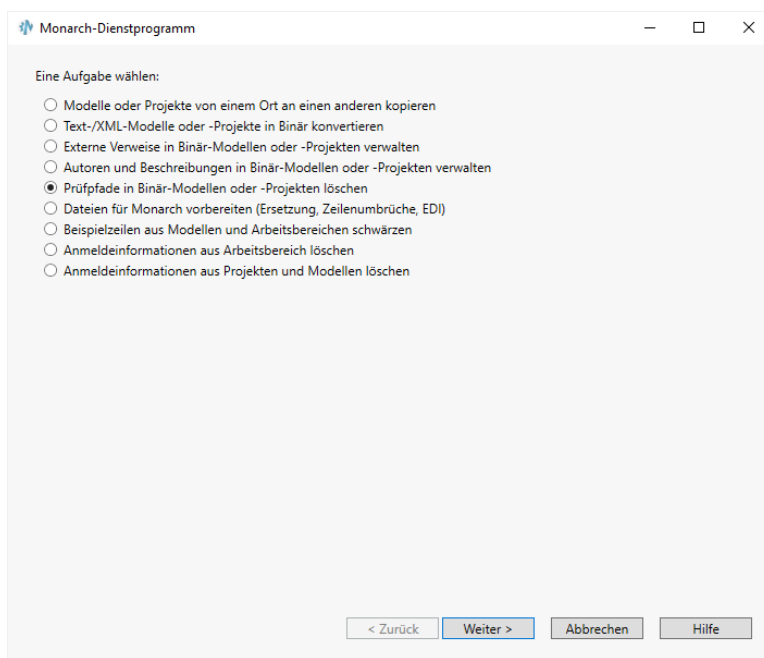 Monarch-Dienstprogramm
Eine Aufgabe wählen:
Modelle oder Projekte von einem Ort an einen anderen kopieren
Text-/XML-Modelle oder -Projekte in Binär konvertieren
Externe Verweise in Binär-Modellen oder -Projekten verwalten
Autoren und Beschreibungen in Binär-Modellen oder -Projekten verwalten
Prüfpfade in Binär-Modellen oder -Projekten löschen
Dateien für Monarch vorbereiten (Ersetzung, Zeilenumbrüche, EDI)
Beispielzeilen aus Modellen und Arbeitsbereichen schwärzen
Anmeldeinformationen aus Arbeitsbereich löschen
Anmeldeinformationen aus Projekten und Modellen löschen
< Zurück Weiter > Abbrechen Hilfe